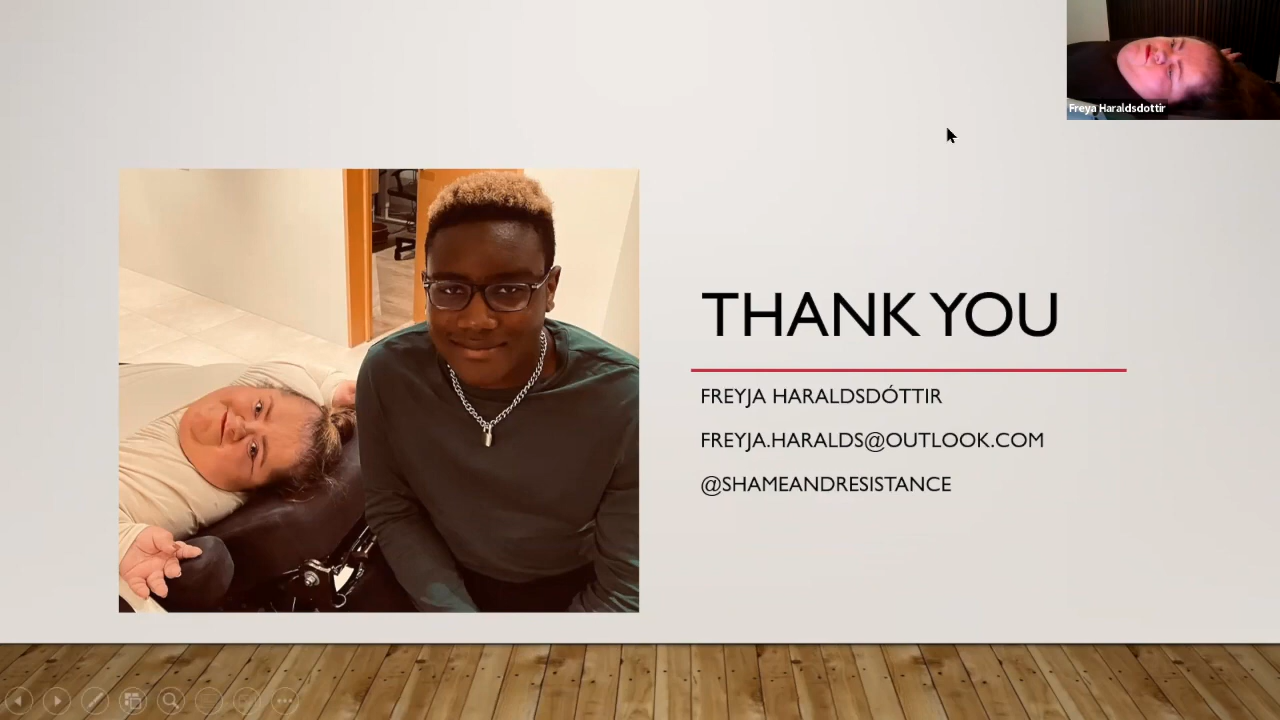 Freya Haraldsdottir
THANK YOU
FREYJA HARALDSDÓTTIR
FREYJA.HARALDS@OUTLOOK.COM
@SHAMEANDRESISTANCE